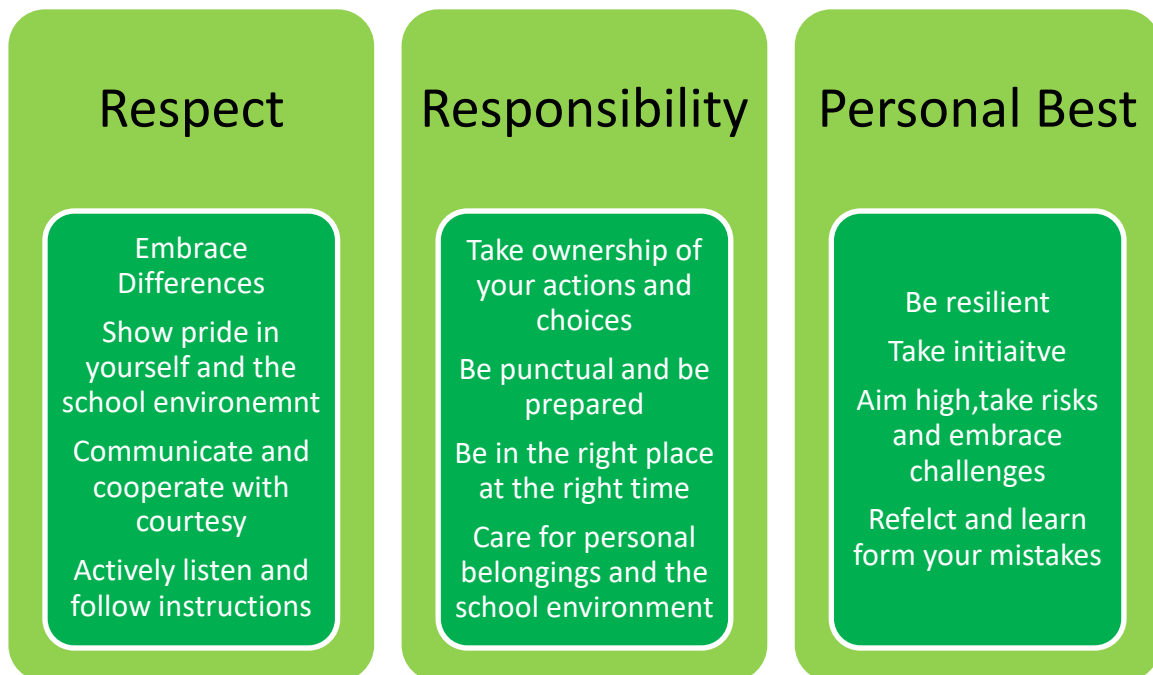 Respect
Embrace
Differences
Show pride in
yourself and the
school environemnt
Communicate and
cooperate with
courtesy
Actively listen and
follow instructions
Responsibility
Take ownership of
your actions and
choices
Be punctual and be
prepared
Be in the right place
at the right time
Care for personal
belongings and the
school environment
Personal Best
Be resilient
Take initiaitve
Aim high,take risks
and embrace
challenges
Refelct and learn
form your mistakes